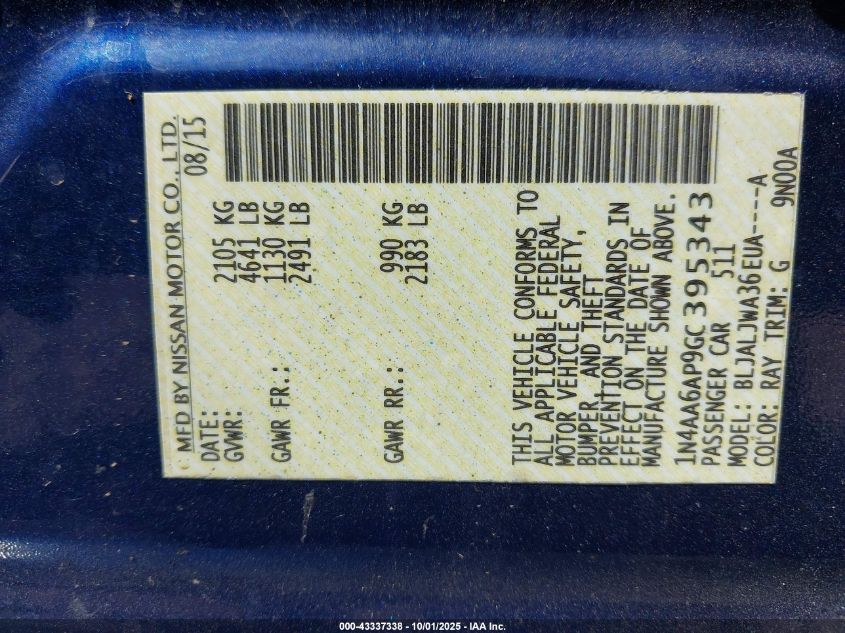 MFD BY NISSAN MOTOR CO., LTD.
DATE: 08/15
GVWR: 2105 KG
4641 LB
GAWR FR.: 1130 KG
2491 LB
GAWR RR.: 990 KG
2183 LB
THIS VEHICLE CONFORMS TO
ALL APPLICABLE FEDERAL
MOTOR VEHICLE SAFETY,
BUMPER, AND THEFT
PREVENTION STANDARDS IN
EFFECT ON THE DATE OF
MANUFACTURE SHOWN ABOVE.
1N4AA6AP9GC395343
PASSENGER CAR 511
MODEL: BLJALJWA36EUA----A
COLOR: RAY TRIM: G 9N00A
000-43337338 - 10/01/2025 - IAA Inc.